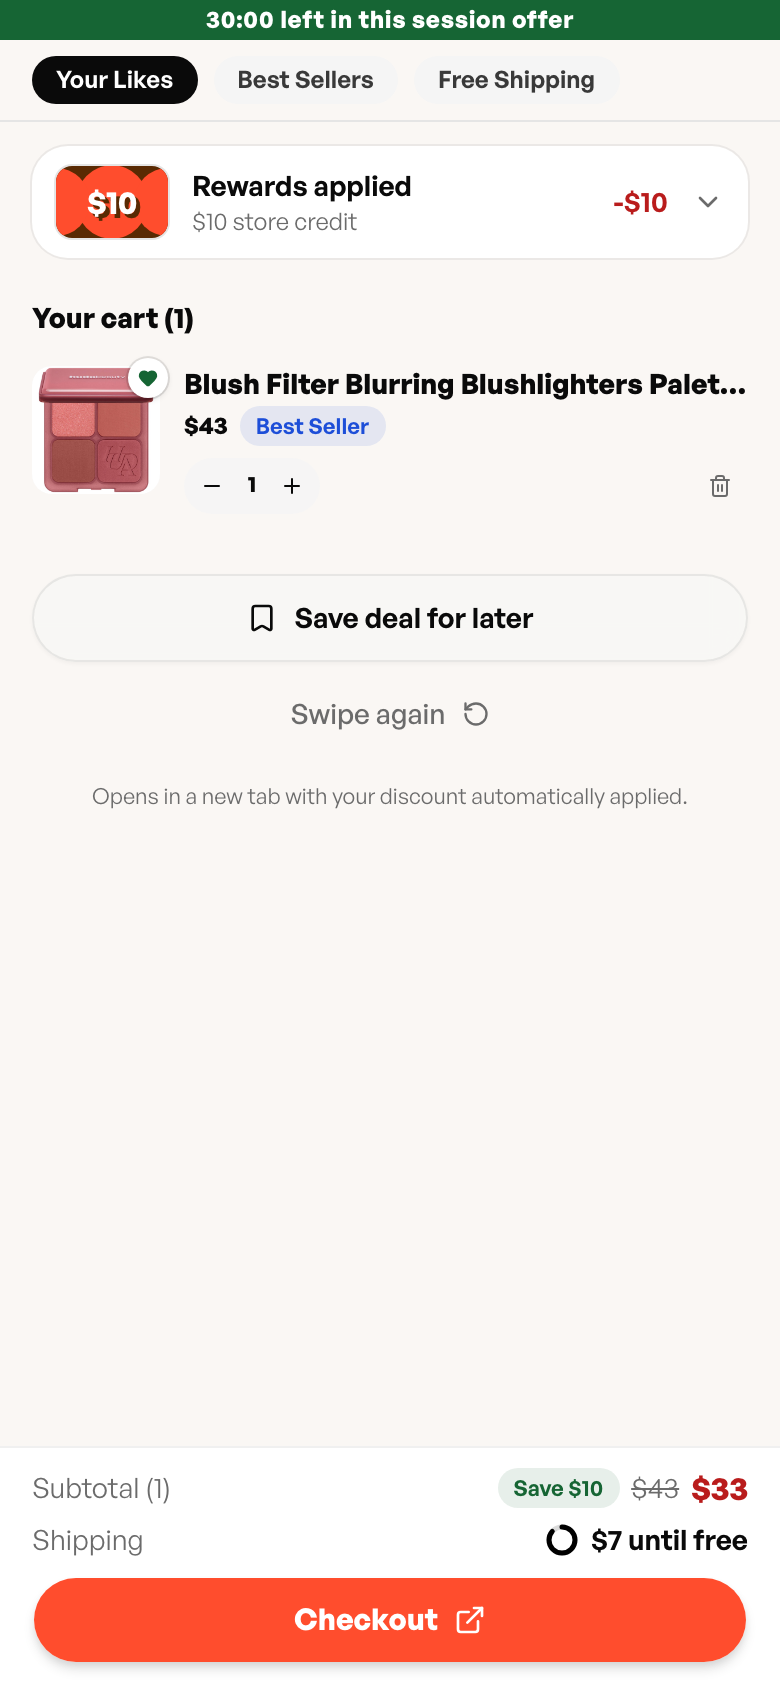 30:00 left in this session offer
Your Likes
Best Sellers
Free Shipping
$10
Rewards applied
$10 store credit
-$10
Your cart (1)
Blush Filter Blurring Blushlighters Palet...
$43
Best Seller
1
Save deal for later
Swipe again
Opens in a new tab with your discount automatically applied.
Subtotal (1)
Save $10
$43
$33
Shipping
$7 until free
Checkout